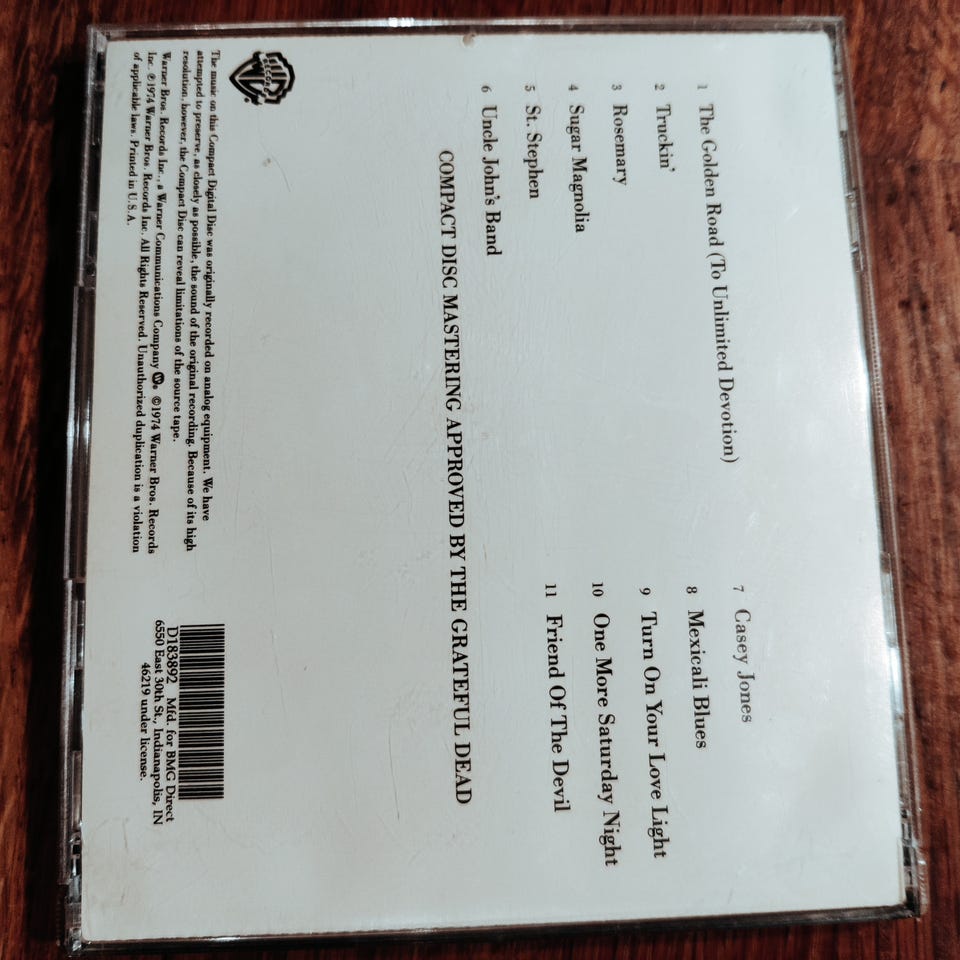 1 The Golden Road (To Unlimited Devotion)
2 Truckin'
3 Rosemary
4 Sugar Magnolia
5 St. Stephen
6 Uncle John's Band
7 Casey Jones
8 Mexicali Blues
9 Turn On Your Love Light
10 One More Saturday Night
11 Friend Of The Devil
COMPACT DISC MASTERING APPROVED BY THE GRATEFUL DEAD
WB
RECORDS
The music on this Compact Digital Disc was originally recorded on analog equipment. We have
attempted to preserve, as closely as possible, the sound of the original recording. Because of its high
resolution, however, the Compact Disc can reveal limitations of the source tape.
Warner Bros. Records Inc., a Warner Communications Company W. ©1974 Warner Bros. Records
Inc. ℗1974 Warner Bros. Records Inc. All Rights Reserved. Unauthorized duplication is a violation
of applicable laws. Printed in U.S.A.
D183892 Mfd. for BMG Direct
6550 East 30th St., Indianapolis, IN
46219 under license.